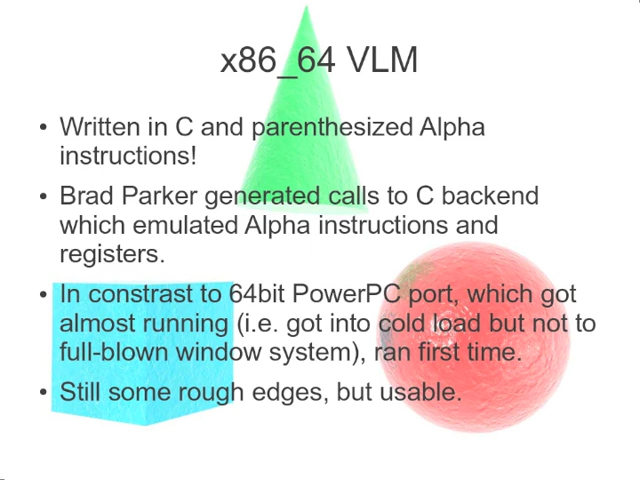 x86_64 VLM
• Written in C and parenthesized Alpha
instructions!
• Brad Parker generated calls to C backend
which emulated Alpha instructions and
registers.
• In constrast to 64bit PowerPC port, which got
almost running (i.e. got into cold load but not to
full-blown window system), ran first time.
• Still some rough edges, but usable.